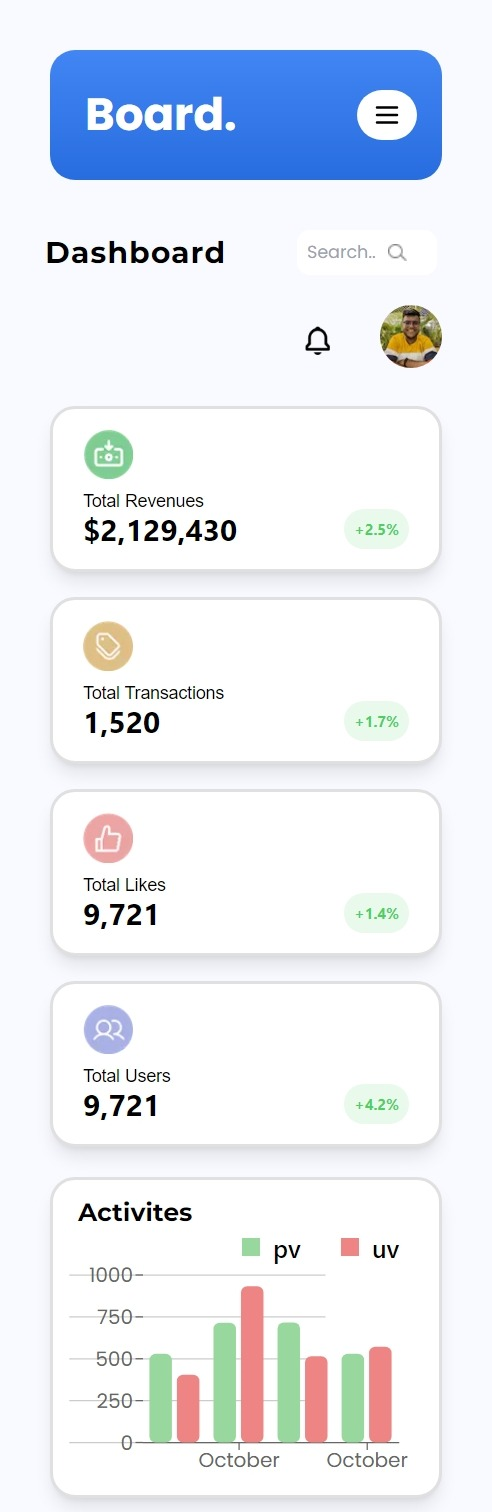 Board.
Dashboard
Search..
Total Revenues
$2,129,430
+2.5%
Total Transactions
1,520
+1.7%
Total Likes
9,721
+1.4%
Total Users
9,721
+4.2%
Activites
pv uv
1000
750
500
250
0
October October